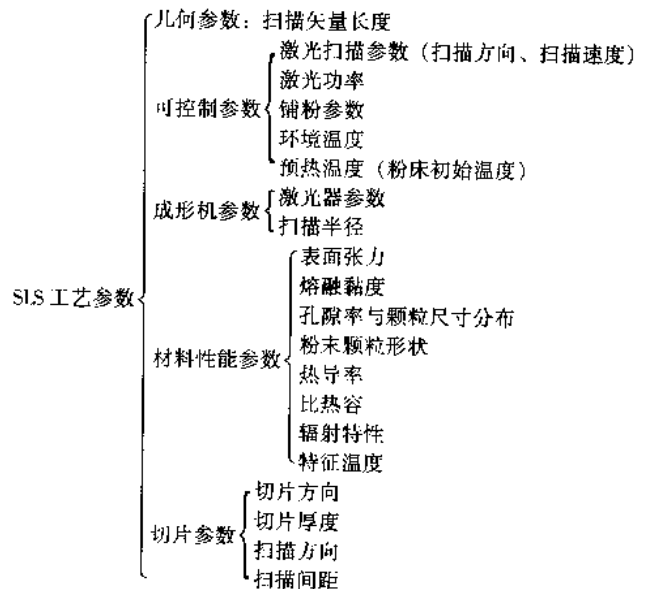 几何参数：扫描矢量长度
激光扫描参数（扫描方向、扫描速度）
激光功率
可控制参数
铺粉参数
环境温度
预热温度（粉床初始温度）
激光器参数
成形机参数
扫描半径
表面张力
熔融黏度
SLS工艺参数
孔隙率与颗粒尺寸分布
粉末颗粒形状
材料性能参数
热导率
比热容
辐射特性
特征温度
切片方向
切片厚度
切片参数
扫描方向
扫描间距